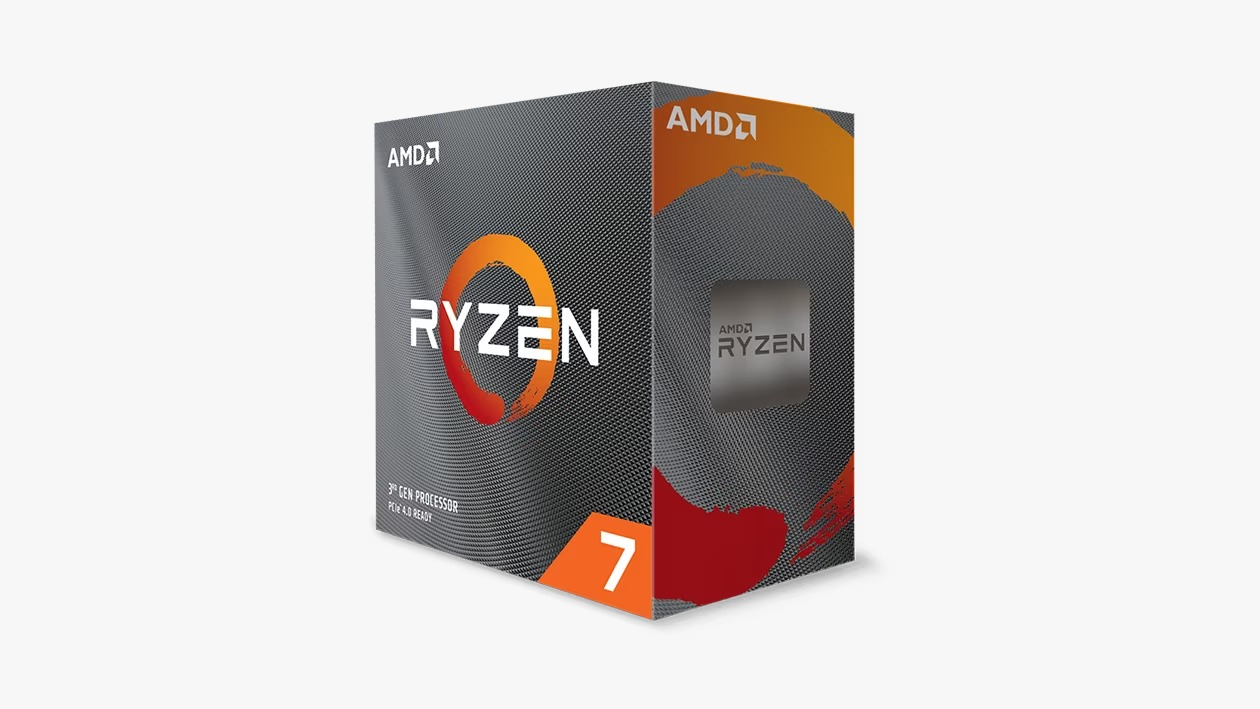 AMD
RYZEN
3RD GEN PROCESSOR
PCIe® 4.0 READY
7
AMD
AMD
RYZEN